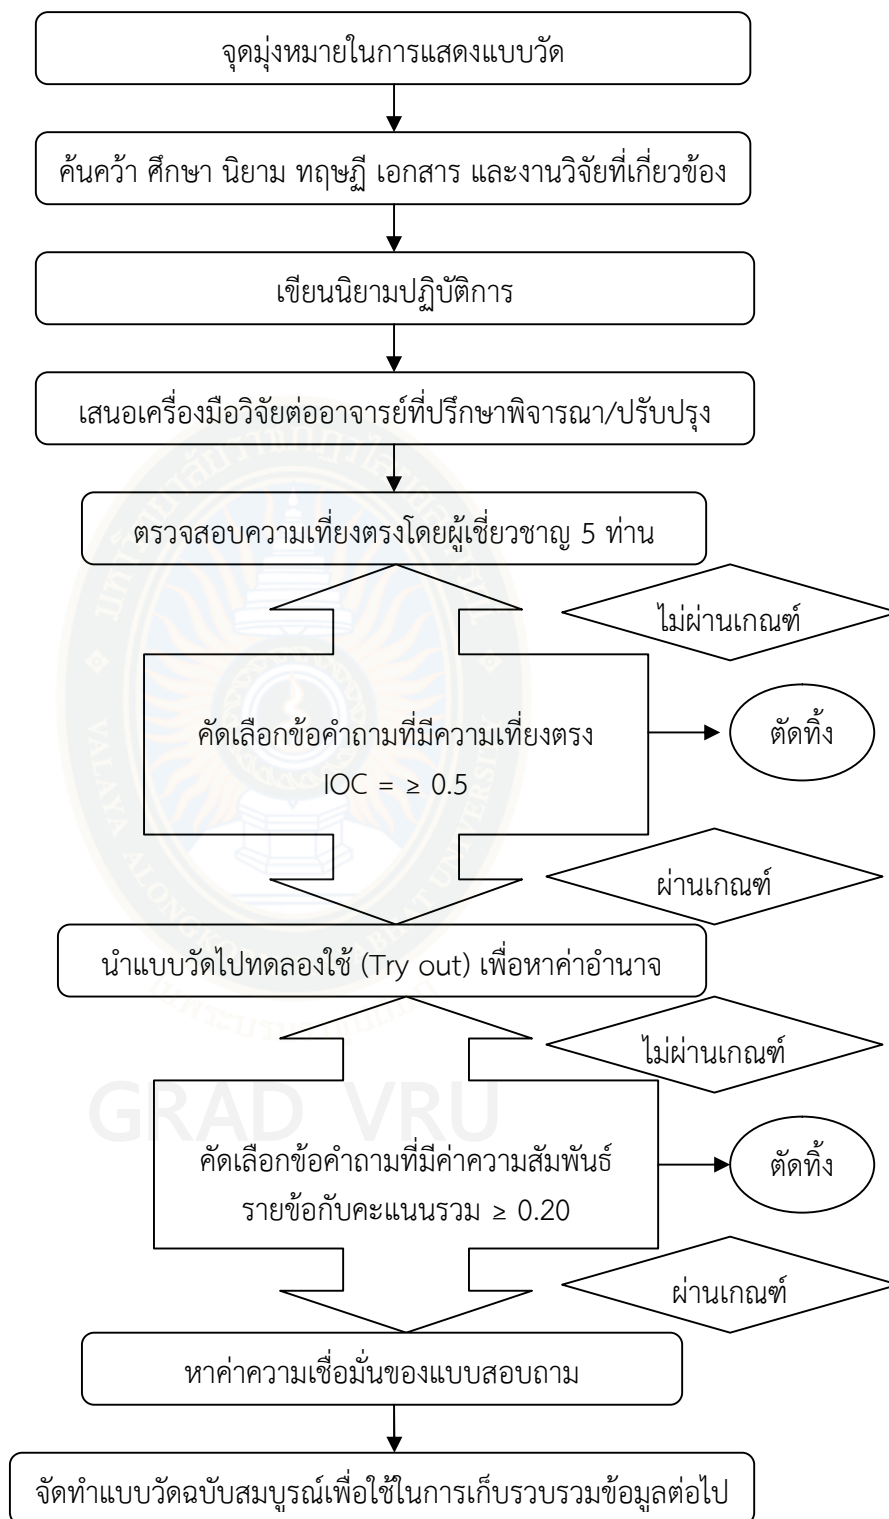 จุดมุ่งหมายในการแสดงแบบวัด
ค้นคว้า ศึกษา นิยาม ทฤษฏี เอกสาร และงานวิจัยที่เกี่ยวข้อง
เขียนนิยามปฏิบัติการ
เสนอเครื่องมือวิจัยต่ออาจารย์ที่ปรึกษาพิจารณา/ปรับปรุง
ตรวจสอบความเที่ยงตรงโดยผู้เชี่ยวชาญ 5 ท่าน
ไม่ผ่านเกณฑ์
คัดเลือกข้อคำถามที่มีความเที่ยงตรง
IOC = ≥ 0.5
ตัดทิ้ง
ผ่านเกณฑ์
นำแบบวัดไปทดลองใช้ (Try out) เพื่อหาค่าอำนาจ
ไม่ผ่านเกณฑ์
คัดเลือกข้อคำถามที่มีค่าความสัมพันธ์
รายข้อกับคะแนนรวม ≥ 0.20
ตัดทิ้ง
ผ่านเกณฑ์
หาค่าความเชื่อมั่นของแบบสอบถาม
จัดทำแบบวัดฉบับสมบูรณ์เพื่อใช้ในการเก็บรวบรวมข้อมูลต่อไป
GRAD VRU